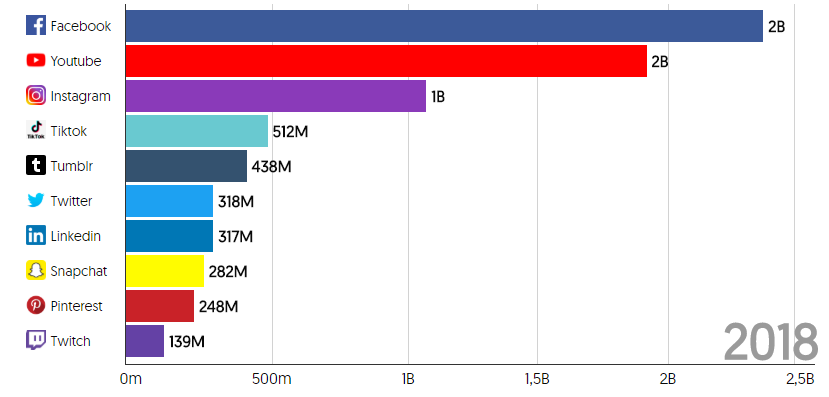 Facebook 2B
Youtube 2B
Instagram 1B
TikTok
Tiktok 512M
Tumblr 438M
Twitter 318M
Linkedin 317M
Snapchat 282M
Pinterest 248M
Twitch 139M
2018
0m 500m 1B 1,5B 2B 2,5B